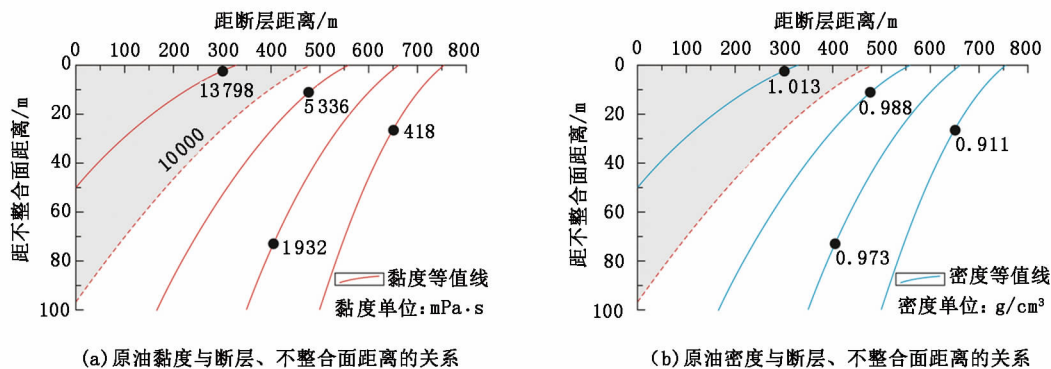 距断层距离/m
0 100 200 300 400 500 600 700 800
0
20
40
60
80
100
距不整合面距离/m
13798
10000
5336
418
1932
黏度等值线
黏度单位:mPa·s
(a)原油黏度与断层、不整合面距离的关系
距断层距离/m
0 100 200 300 400 500 600 700 800
0
20
40
60
80
100
距不整合面距离/m
1.013
0.988
0.911
0.973
密度等值线
密度单位:g/cm³
(b)原油密度与断层、不整合面距离的关系